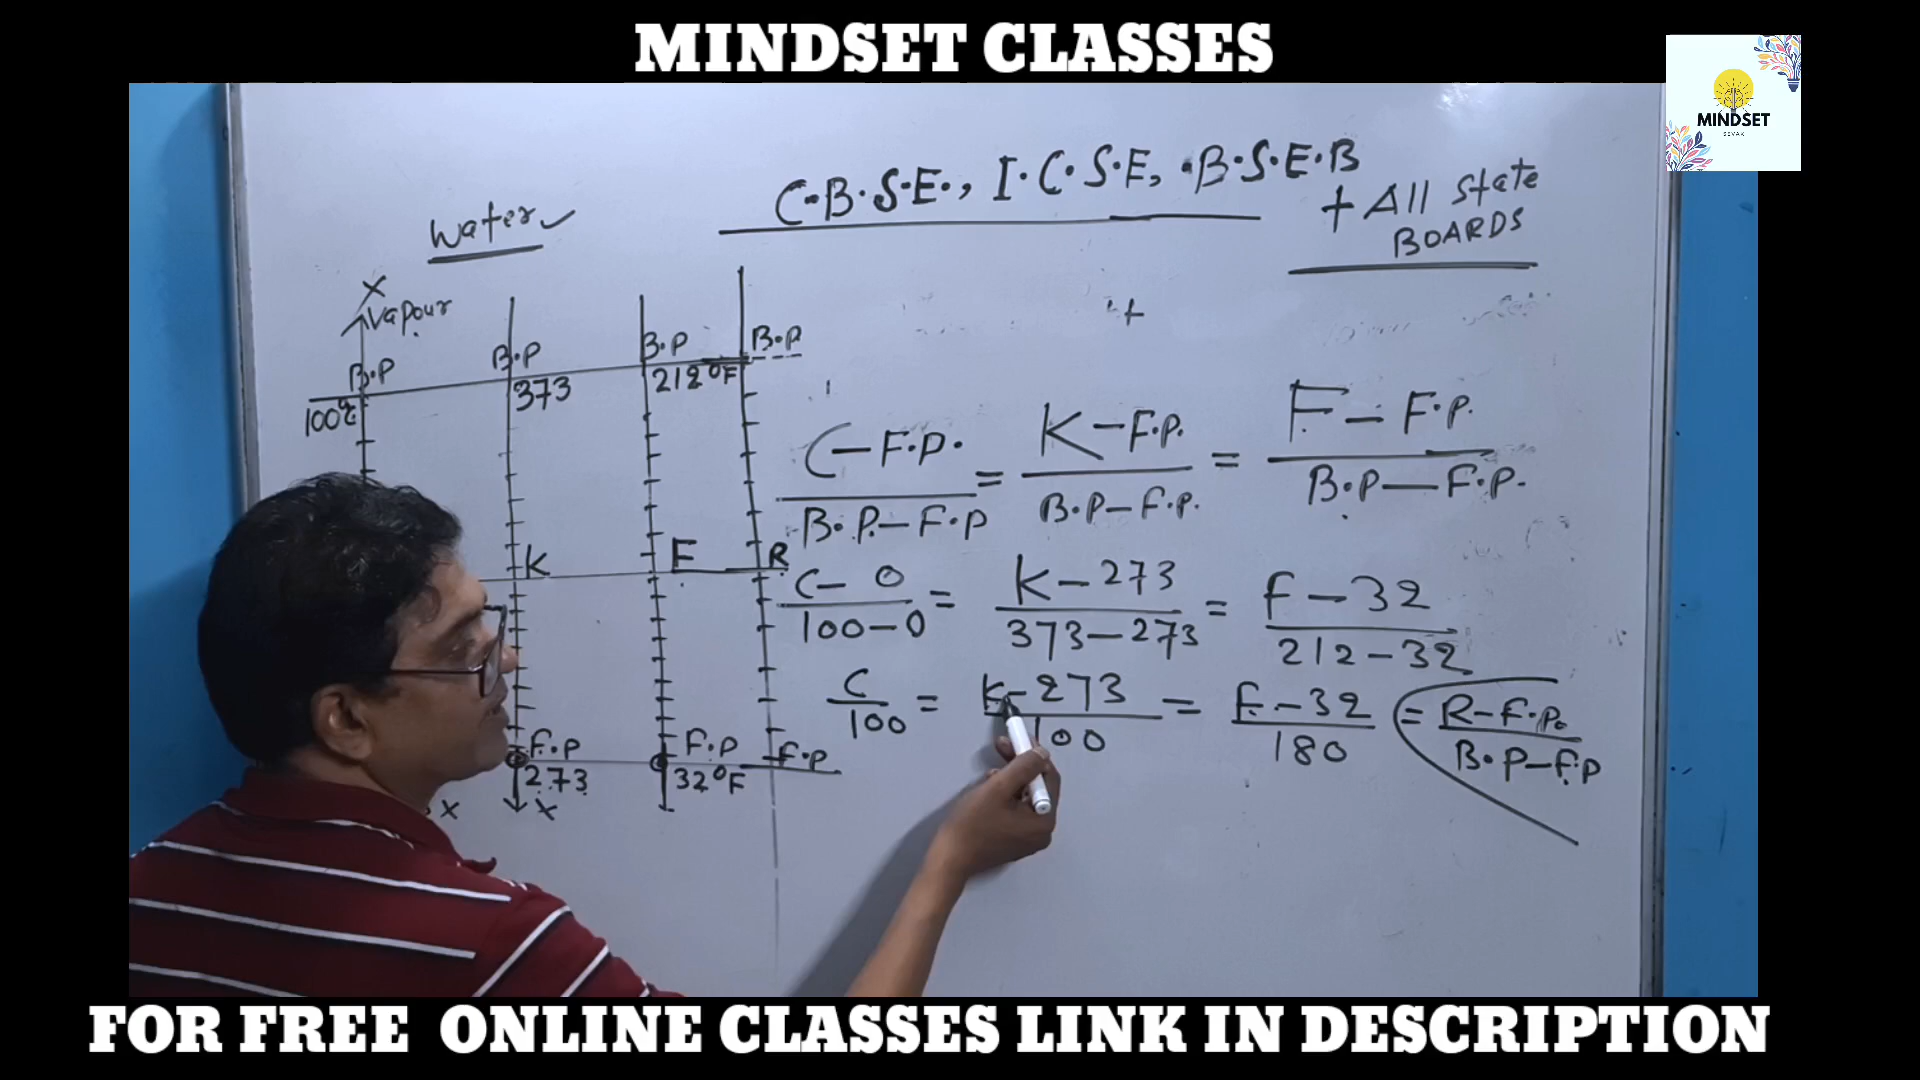 MINDSET CLASSES
MINDSET
SEVAK
C.B.S.E., I.C.S.E, .B.S.E.B
+ All State
BOARDS
Water
X
Vapour
B.P B.P B.P B.P
100°C 373 212°F
K F R
F.P F.P F.P
273 32°F
X X
+
C-F.P. / B.P.-F.P = K-F.P. / B.P-F.P. = F-F.P. / B.P-F.P.
C-0 / 100-0 = K-273 / 373-273 = F-32 / 212-32
C / 100 = K-273 / 100 = F-32 / 180 = R-F.P. / B.P-F.P
FOR FREE ONLINE CLASSES LINK IN DESCRIPTION